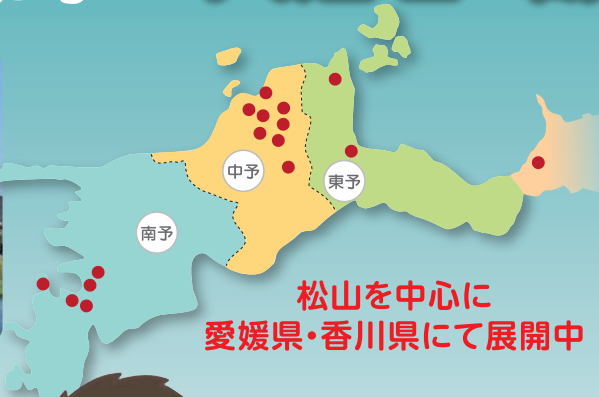 中予
東予
南予
松山を中心に
愛媛県・香川県にて展開中